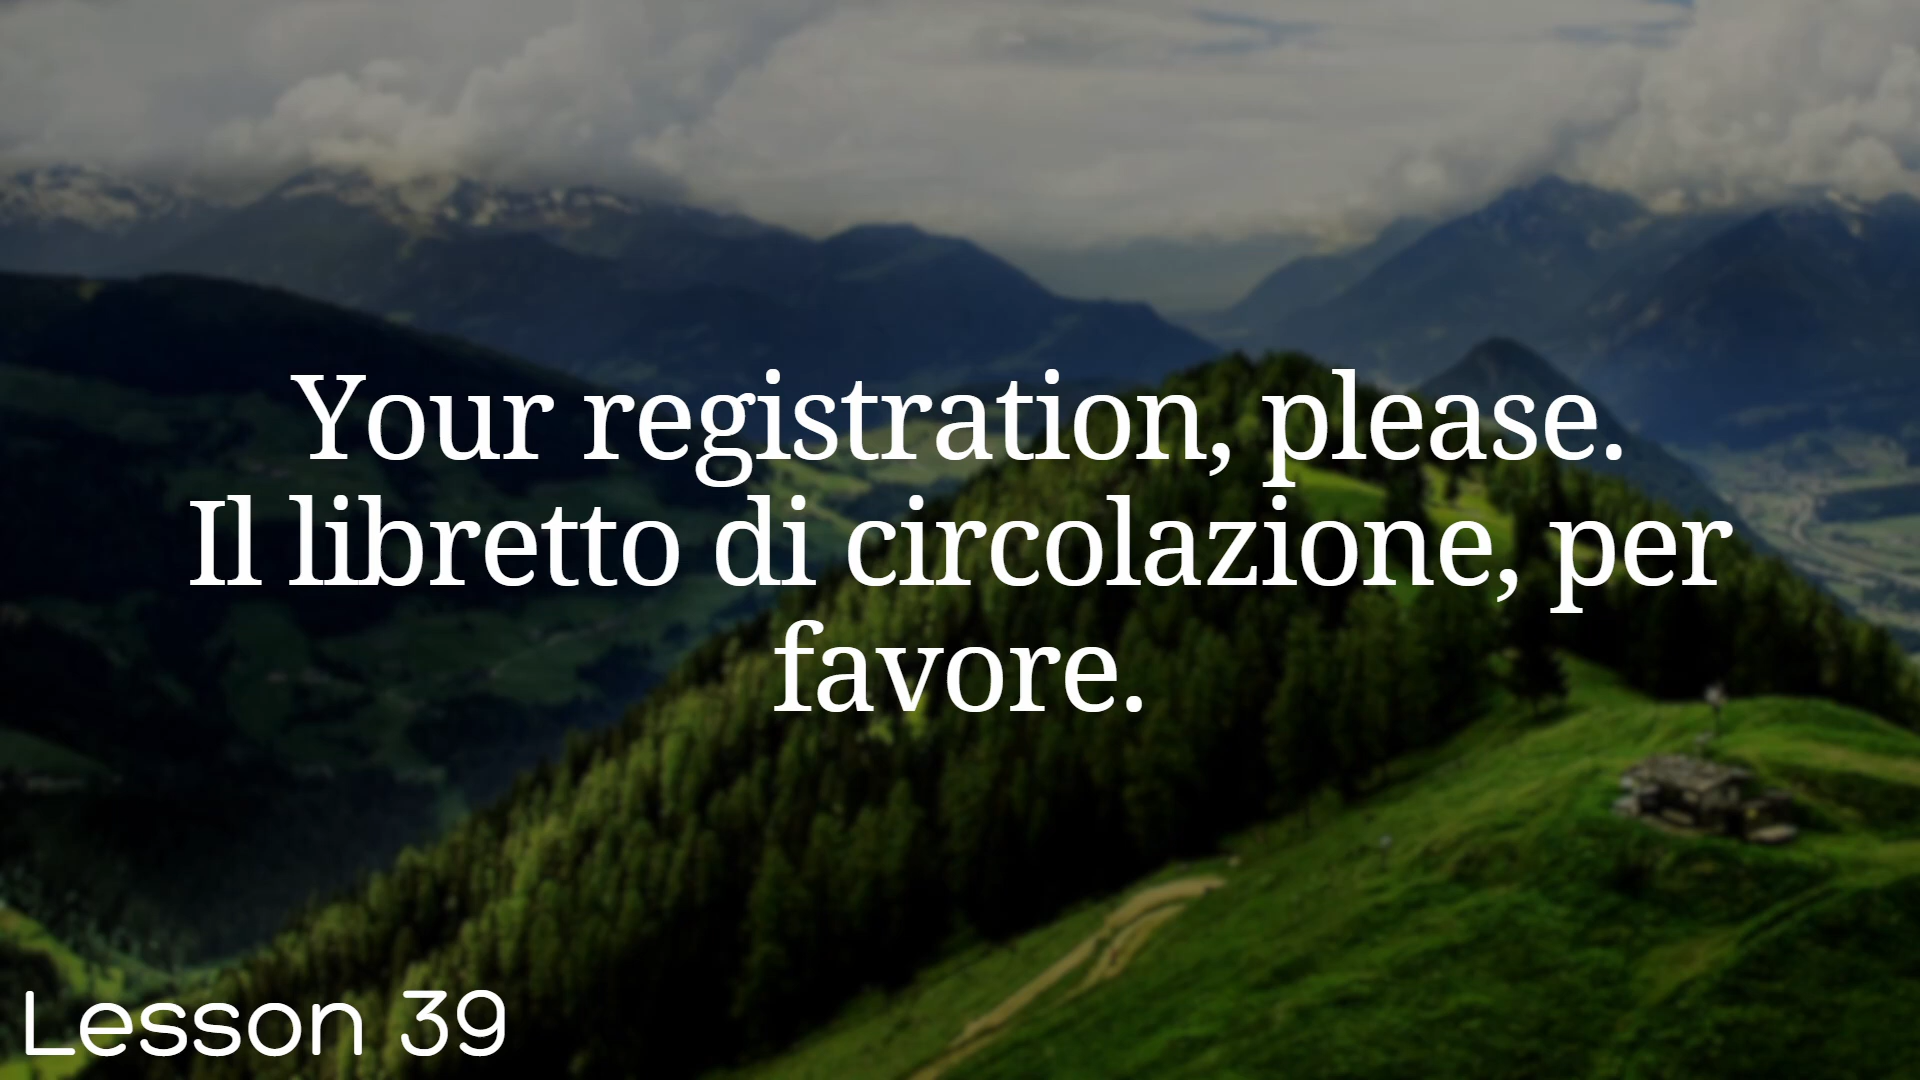 Your registration, please.
Il libretto di circolazione, per
favore.
Lesson 39